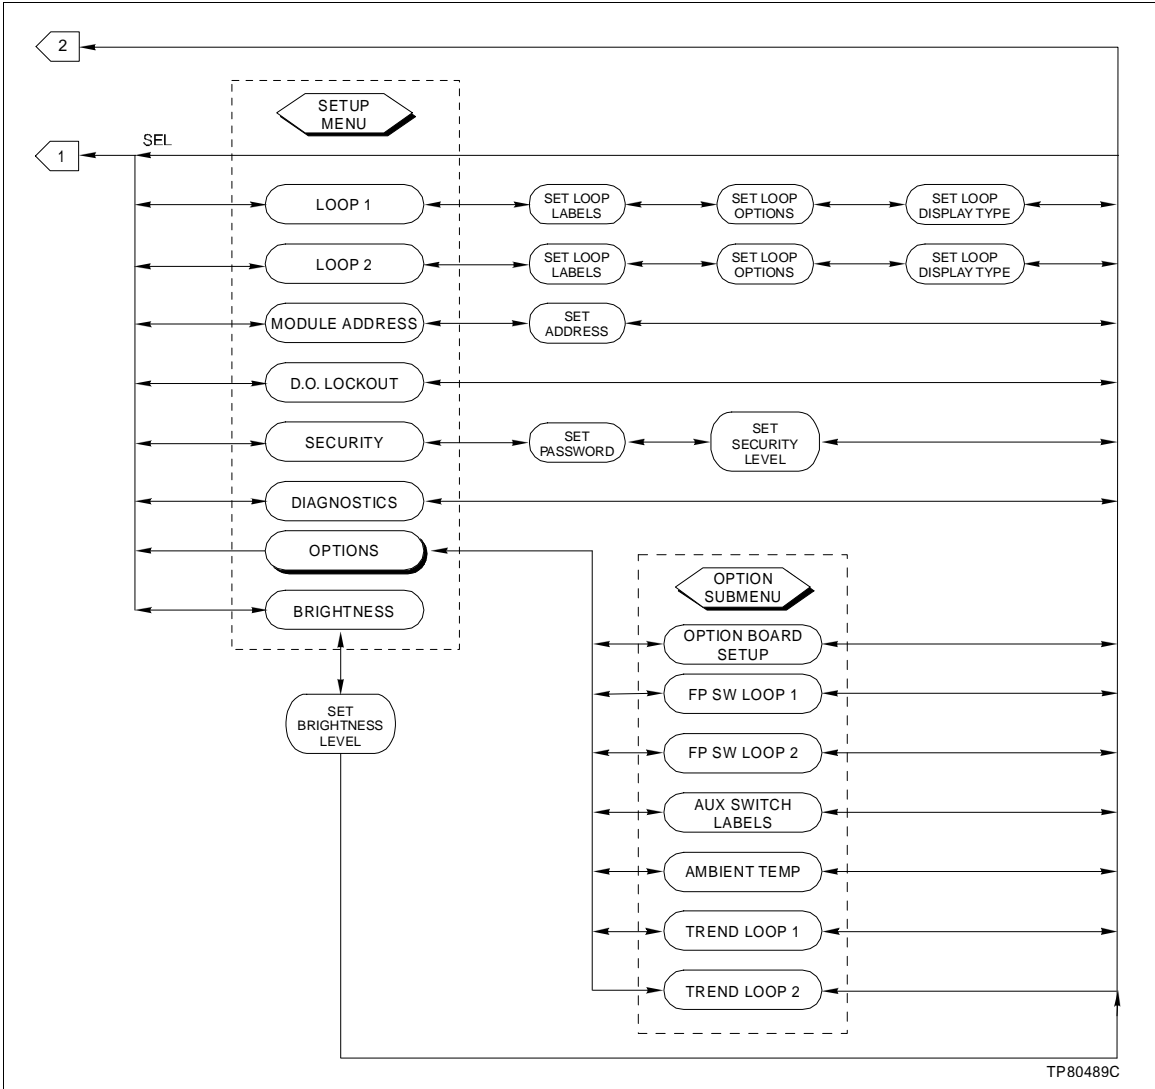 2
SETUP
MENU
SEL
1
LOOP 1
SET LOOP
LABELS
SET LOOP
OPTIONS
SET LOOP
DISPLAY TYPE
LOOP 2
SET LOOP
LABELS
SET LOOP
OPTIONS
SET LOOP
DISPLAY TYPE
MODULE ADDRESS
SET
ADDRESS
D.O. LOCKOUT
SECURITY
SET
PASSWORD
SET
SECURITY
LEVEL
DIAGNOSTICS
OPTIONS
BRIGHTNESS
SET
BRIGHTNESS
LEVEL
OPTION
SUBMENU
OPTION BOARD
SETUP
FP SW LOOP 1
FP SW LOOP 2
AUX SWITCH
LABELS
AMBIENT TEMP
TREND LOOP 1
TREND LOOP 2
TP80489C